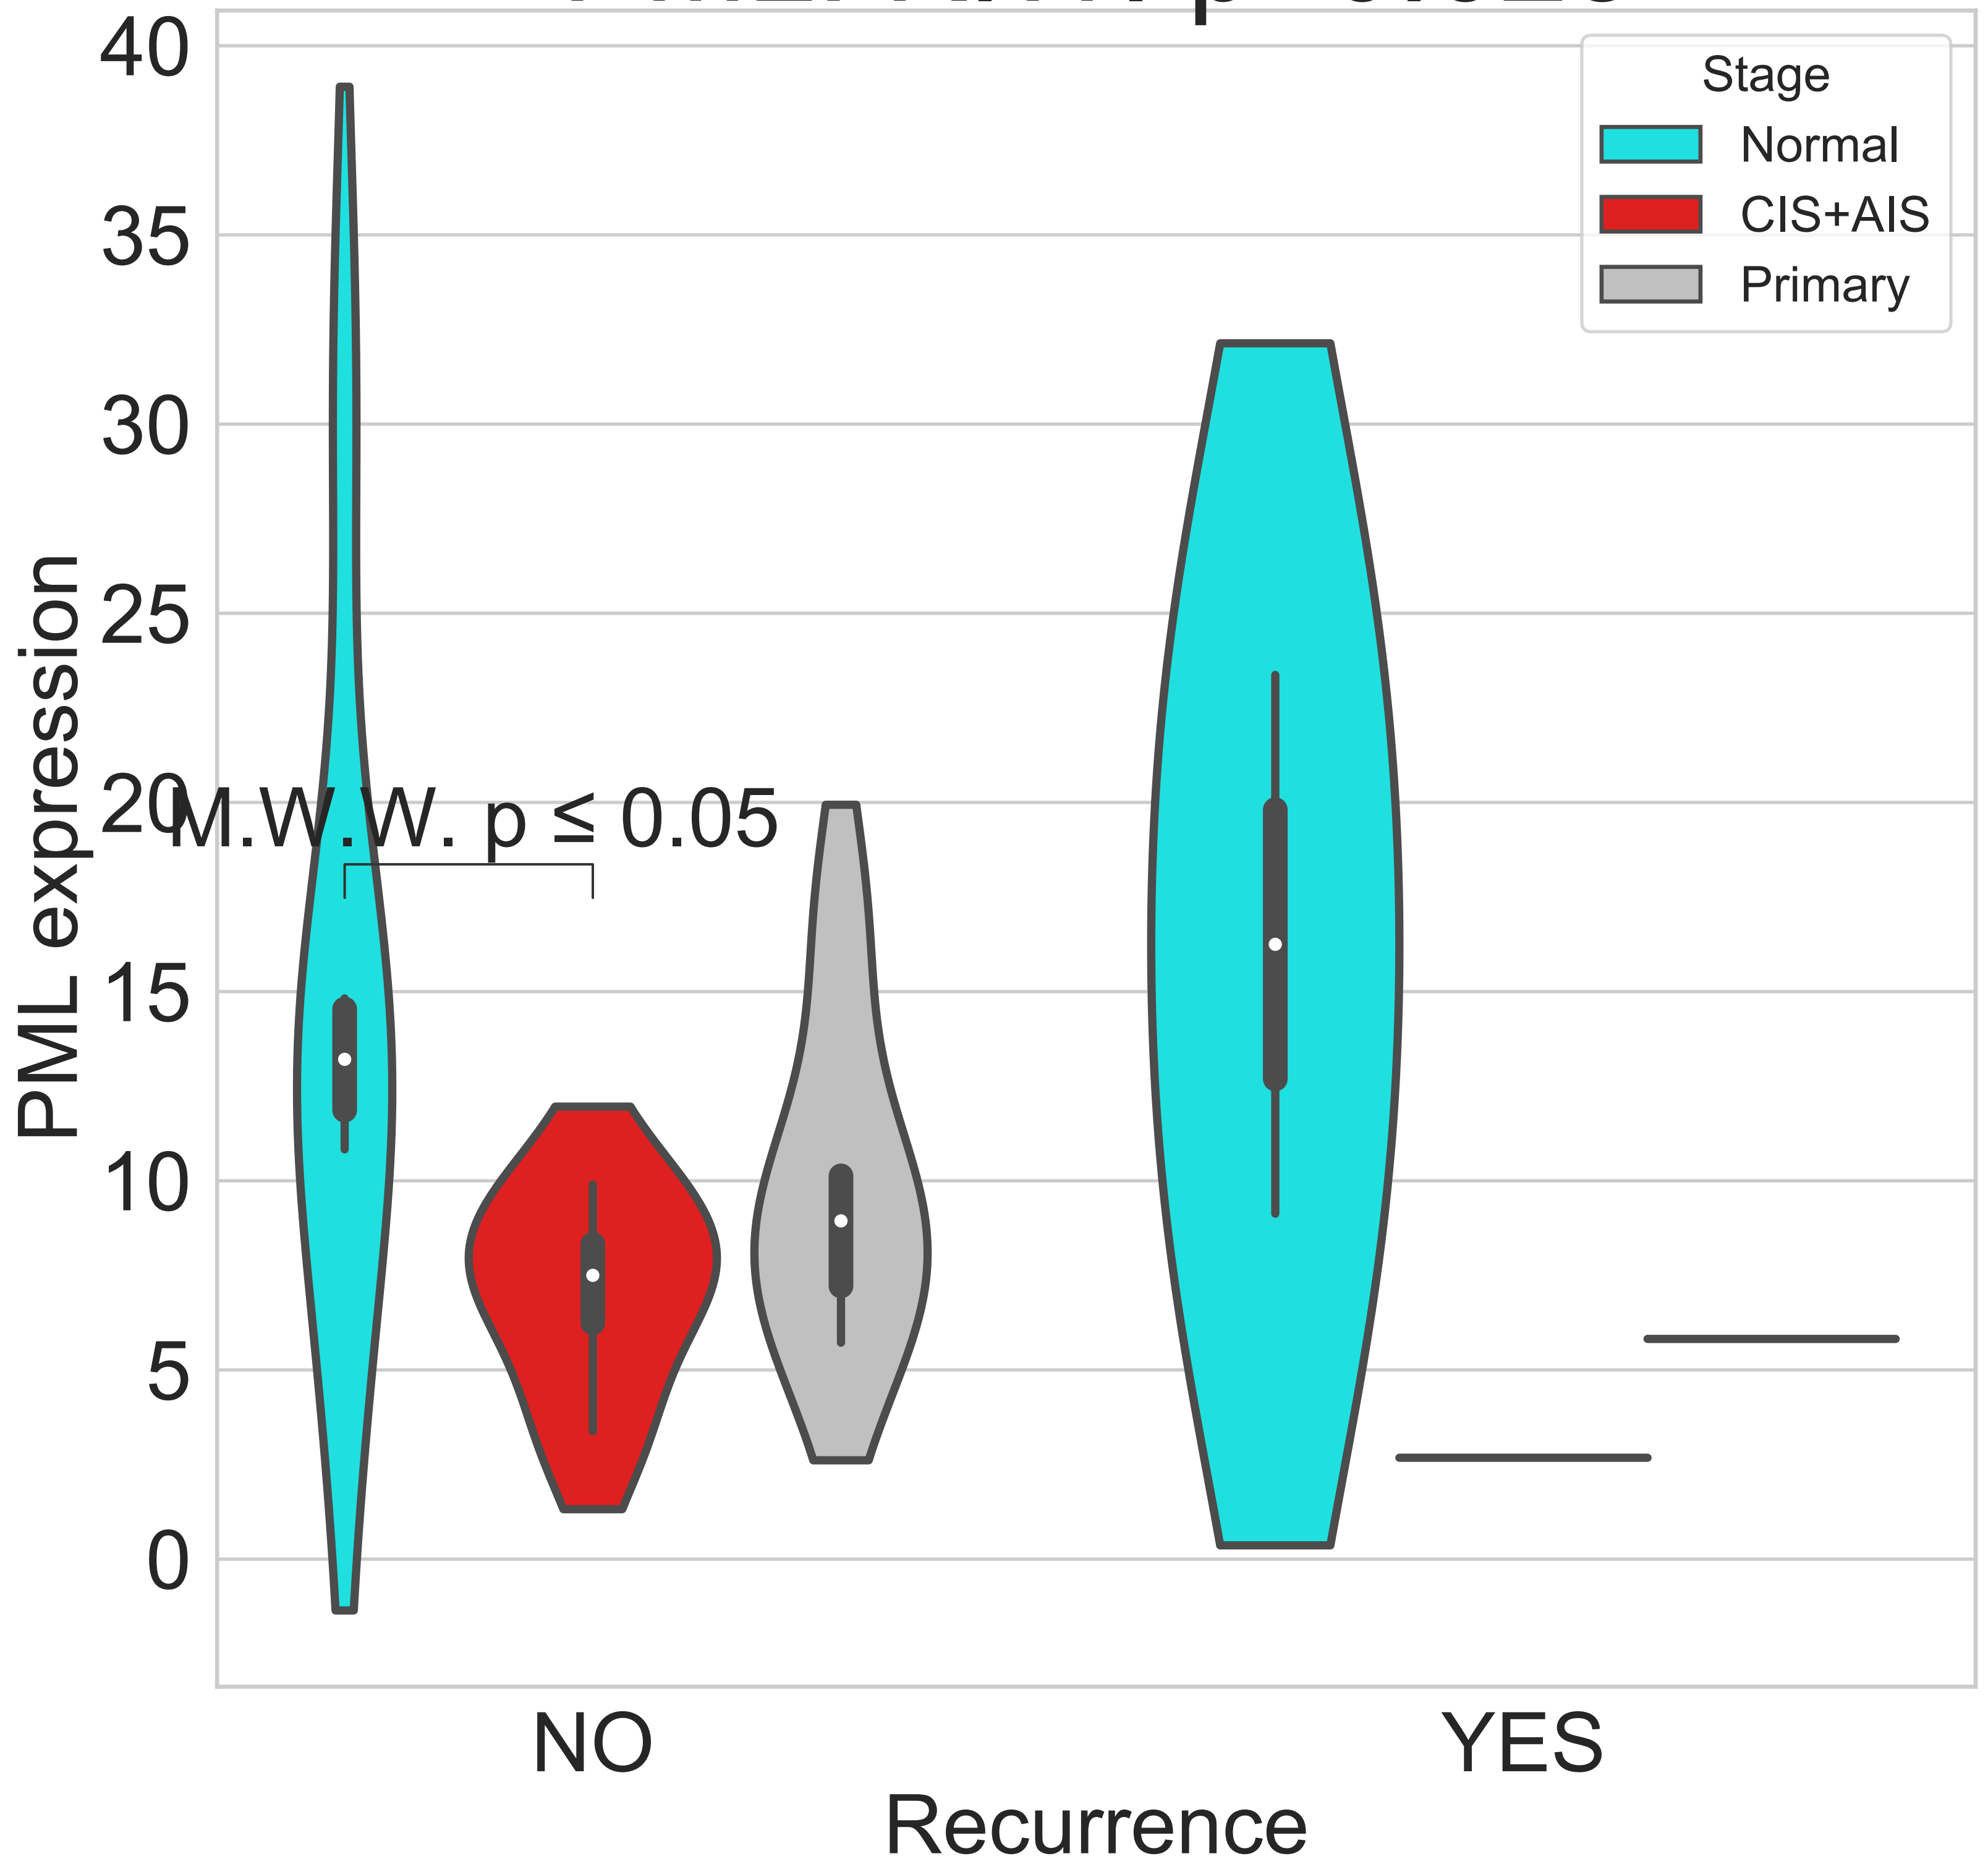 40
Stage
Normal
CIS+AIS
Primary
35
30
25
20
M.W.W. p ≤ 0.05
15
10
5
0
PML expression
NO
YES
Recurrence